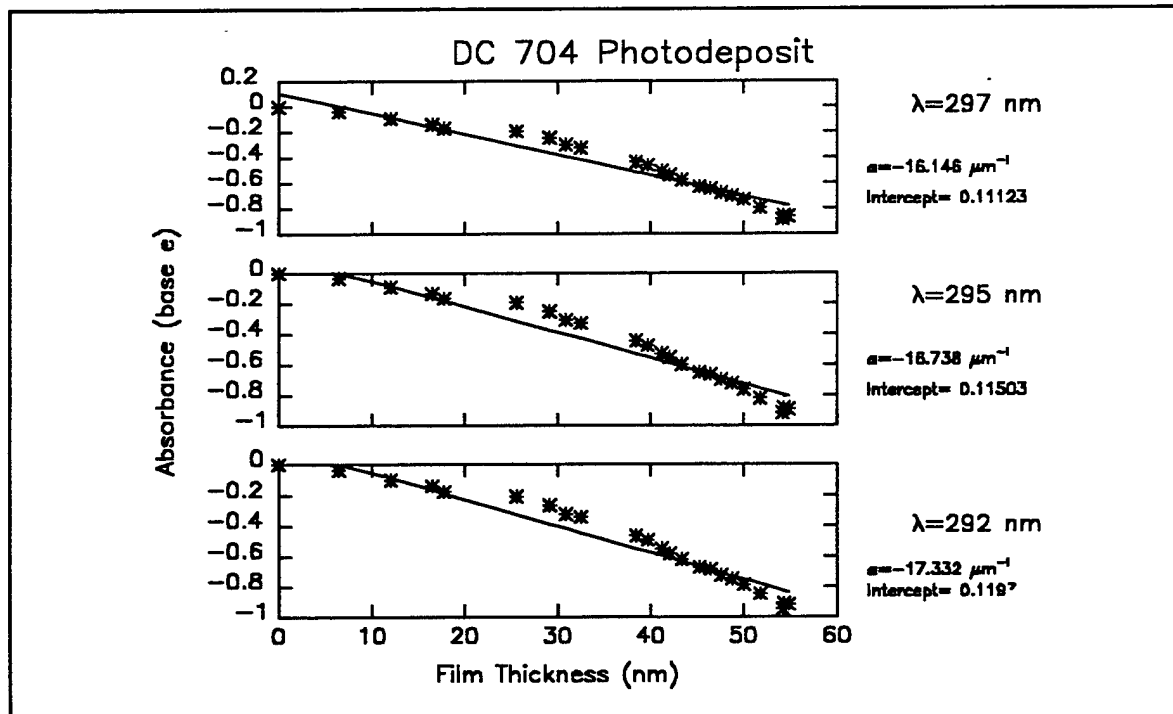 DC 704 Photodeposit
0.2
0
−0.2
−0.4
−0.6
−0.8
−1
λ=297 nm
α=−16.146 μm⁻¹
Intercept= 0.11123
Absorbance (base e)
0
−0.2
−0.4
−0.6
−0.8
−1
λ=295 nm
α=−16.738 μm⁻¹
Intercept= 0.11503
0
−0.2
−0.4
−0.6
−0.8
−1
λ=292 nm
α=−17.332 μm⁻¹
Intercept= 0.1197
0 10 20 30 40 50 60
Film Thickness (nm)